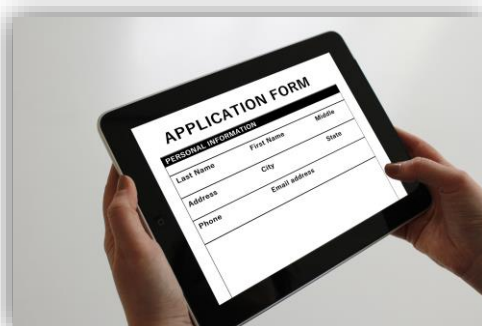 APPLICATION FORM
PERSONAL INFORMATION
Last Name First Name Middle
Address City State
Phone Email address